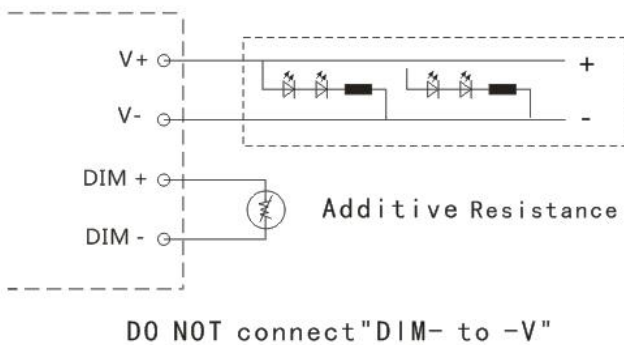 V+
+
V-
-
DIM +
Additive Resistance
DIM -
DO NOT connect"DIM- to -V"